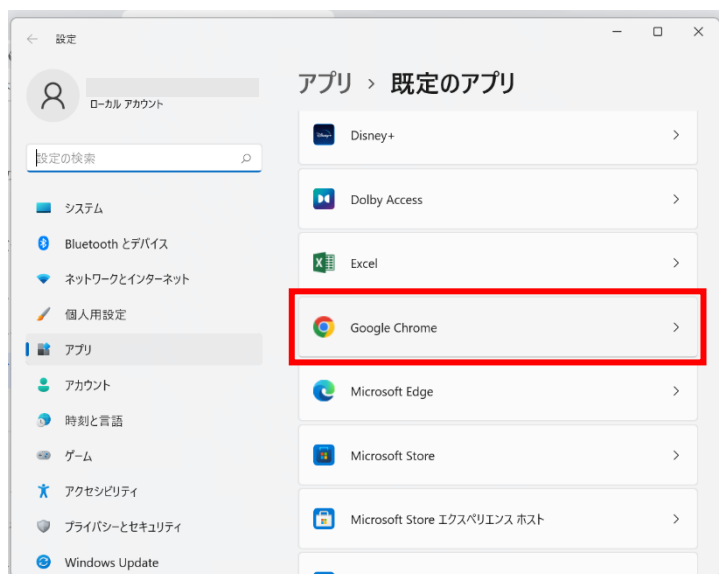 設定
ローカル アカウント
設定の検索
システム
Bluetooth とデバイス
ネットワークとインターネット
個人用設定
アプリ
アカウント
時刻と言語
ゲーム
アクセシビリティ
プライバシーとセキュリティ
Windows Update
アプリ › 既定のアプリ
Disney+
Dolby Access
Excel
Google Chrome
Microsoft Edge
Microsoft Store
Microsoft Store エクスペリエンス ホスト